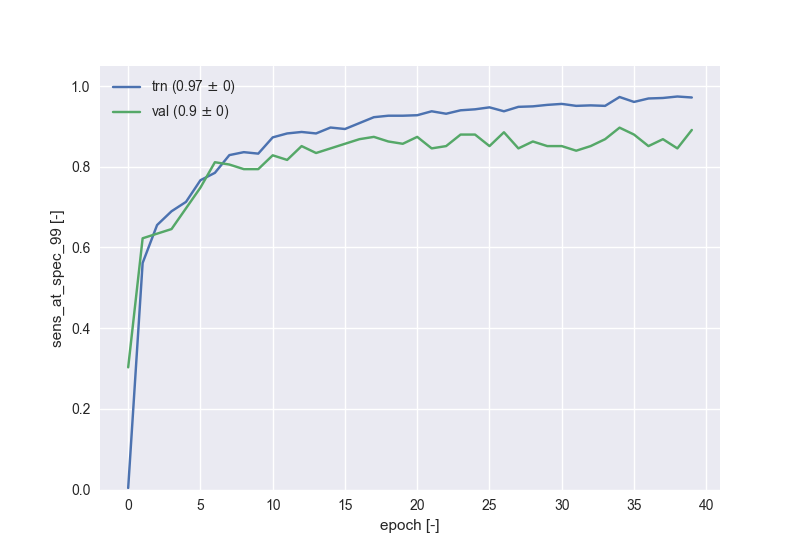 trn (0.97 ± 0)
val (0.9 ± 0)
1.0
0.8
0.6
0.4
0.2
0.0
sens_at_spec_99 [-]
0 5 10 15 20 25 30 35 40
epoch [-]